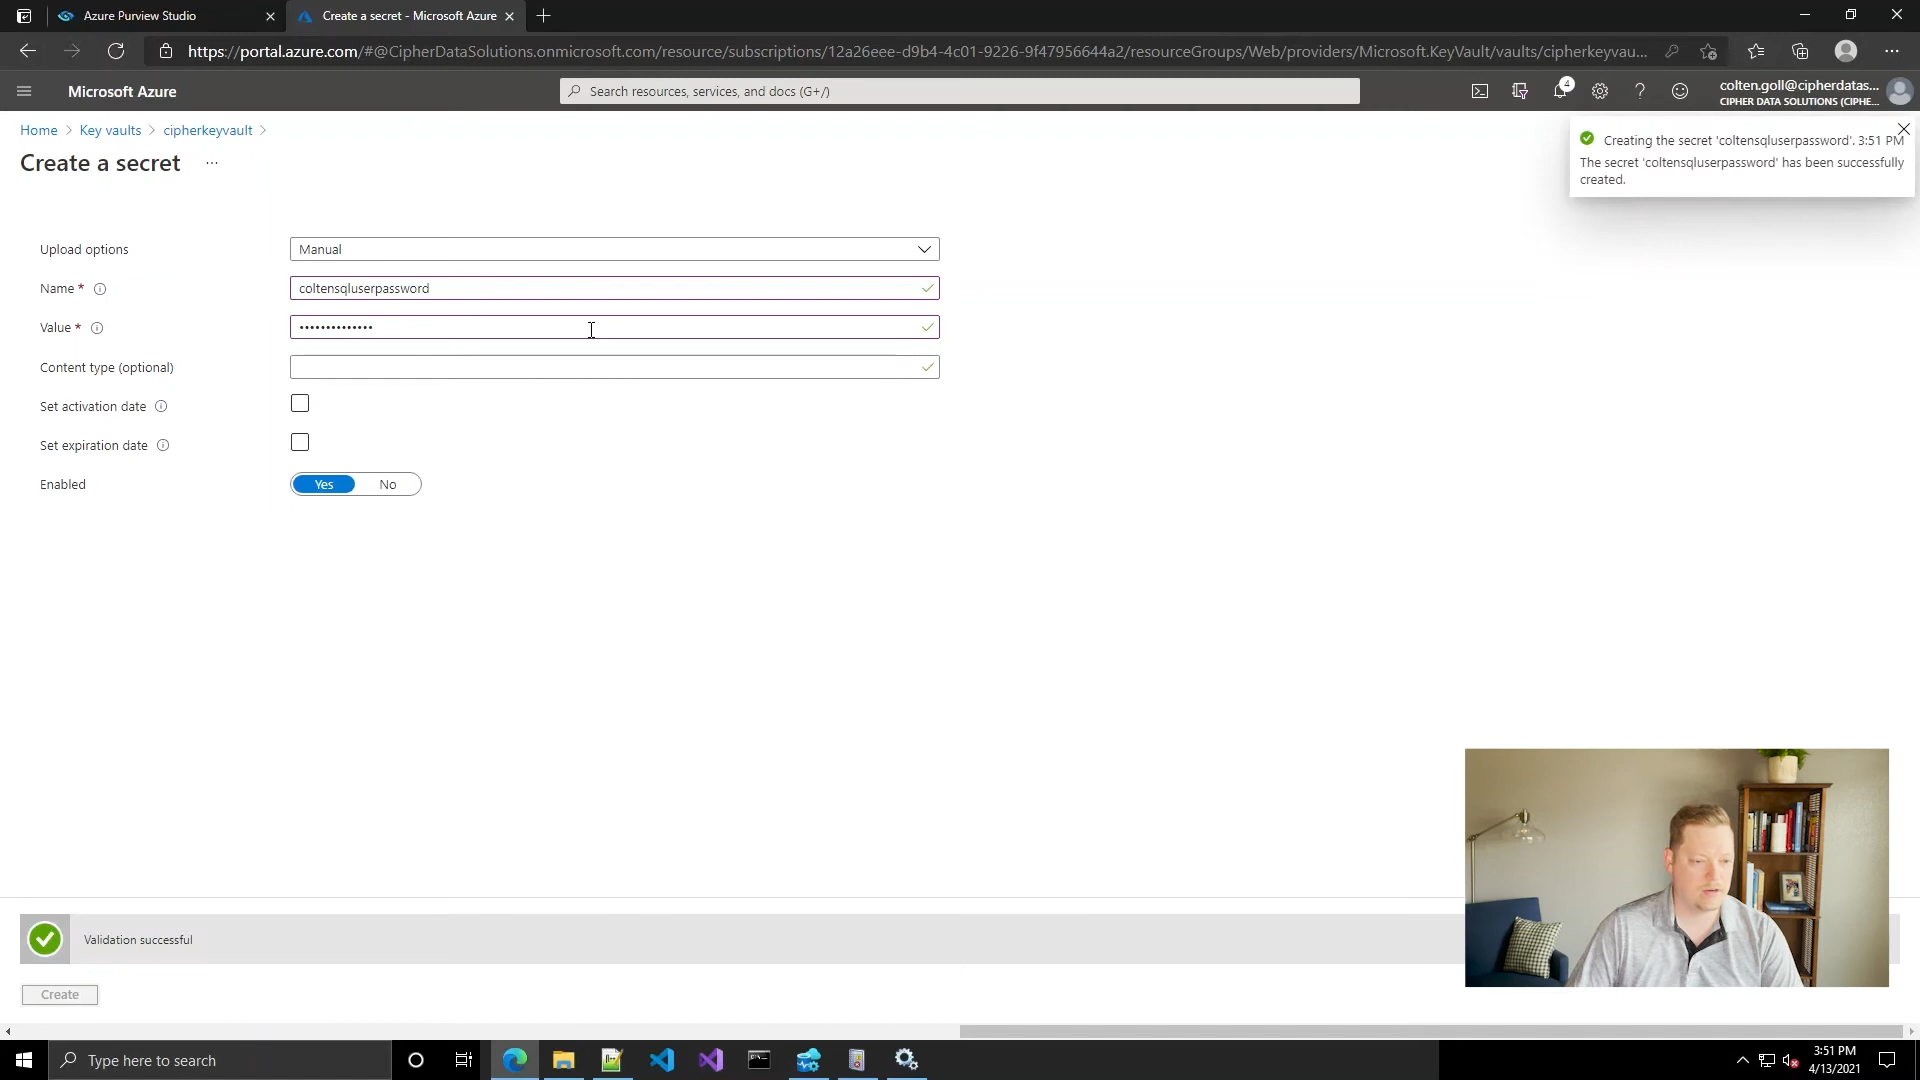 Azure Purview Studio
Create a secret - Microsoft Azure
https://portal.azure.com/#@CipherDataSolutions.onmicrosoft.com/resource/subscriptions/12a26eee-d9b4-4c01-9226-9f47956644a2/resourceGroups/Web/providers/Microsoft.KeyVault/vaults/cipherkeyvau...
Microsoft Azure
Search resources, services, and docs (G+/)
4
colten.goll@cipherdatas...
CIPHER DATA SOLUTIONS (CIPHE...
Home > Key vaults > cipherkeyvault >
Create a secret ...
Creating the secret 'coltensqluserpassword'. 3:51 PM
The secret 'coltensqluserpassword' has been successfully
created.
Upload options
Manual
Name *
coltensqluserpassword
Value *
••••••••••••••
Content type (optional)
Set activation date
Set expiration date
Enabled
Yes No
Validation successful
Create
Type here to search
3:51 PM
4/13/2021